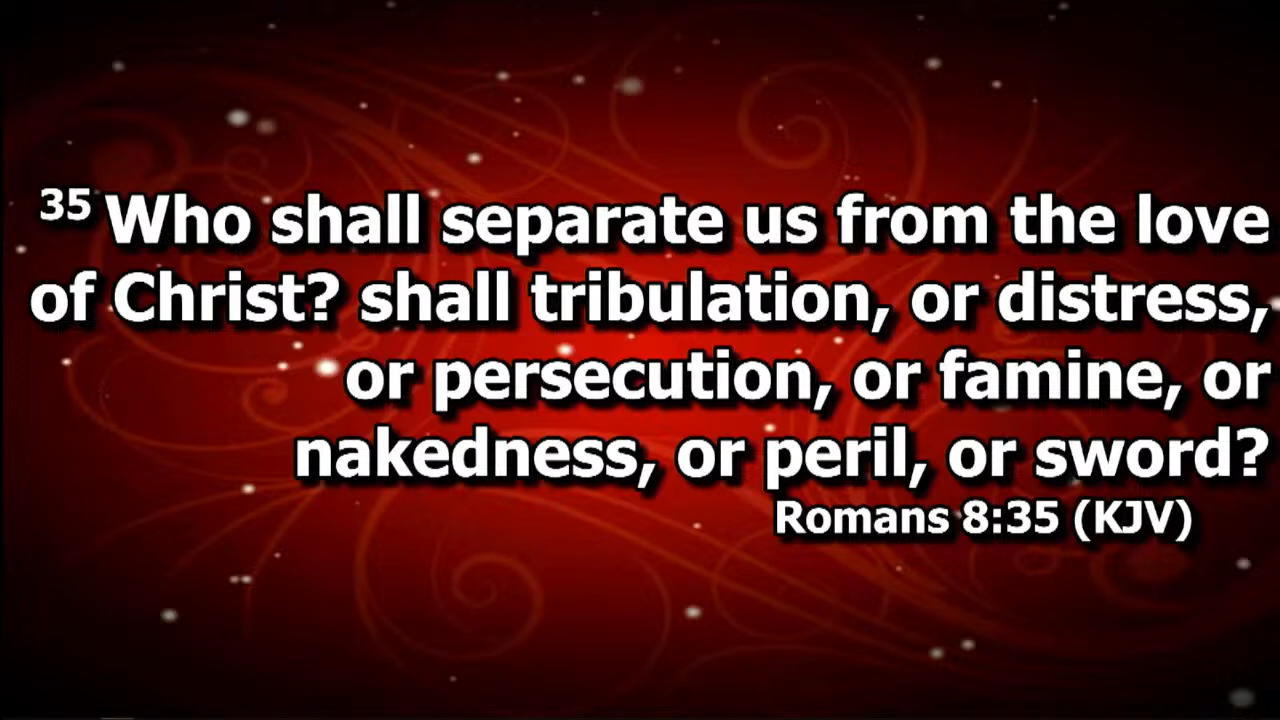 35 Who shall separate us from the love
of Christ? shall tribulation, or distress,
or persecution, or famine, or
nakedness, or peril, or sword?
Romans 8:35 (KJV)